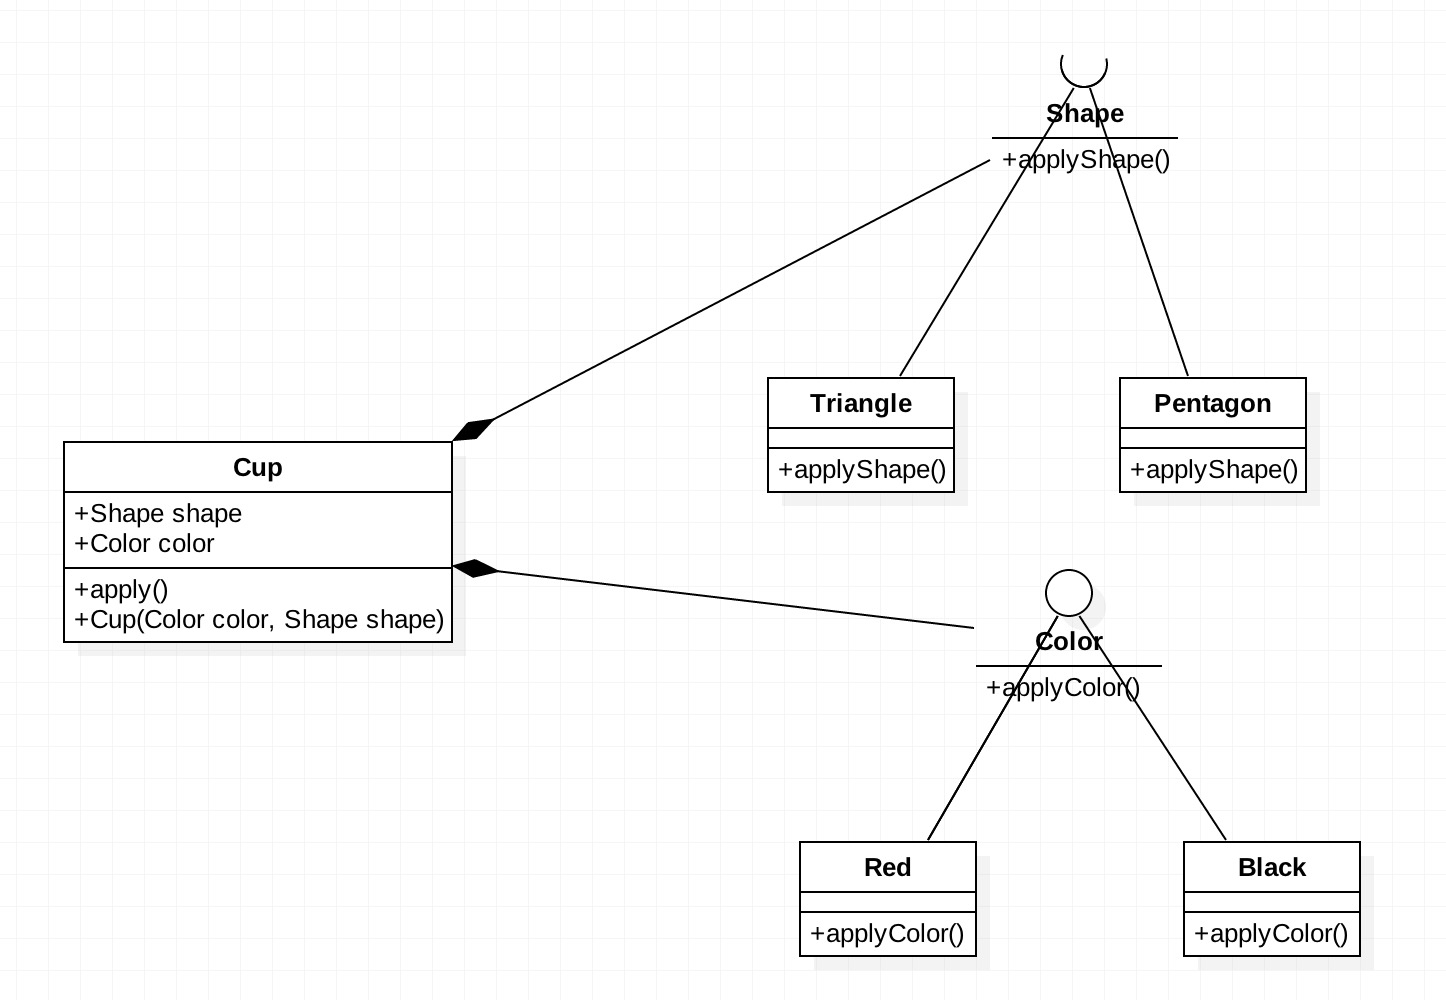 Shape
+applyShape()
Triangle
+applyShape()
Pentagon
+applyShape()
Cup
+Shape shape
+Color color
+apply()
+Cup(Color color, Shape shape)
Color
+applyColor()
Red
+applyColor()
Black
+applyColor()